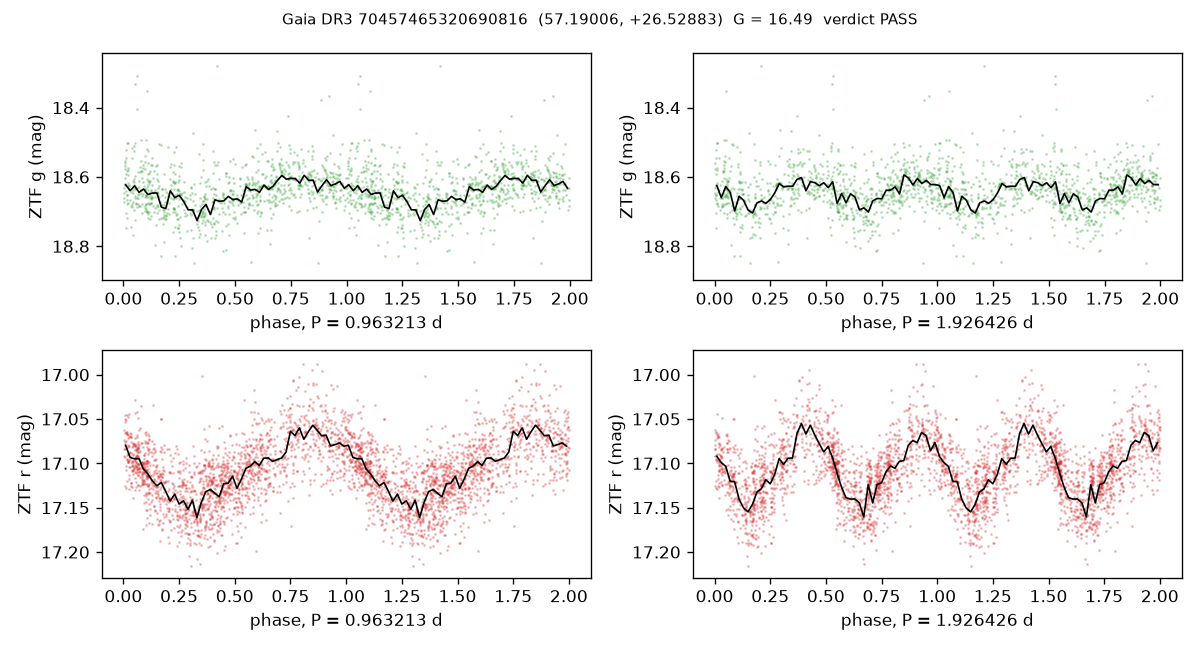 Gaia DR3 70457465320690816 (57.19006, +26.52883) G = 16.49 verdict PASS
ZTF g (mag)
18.4
18.6
18.8
0.00 0.25 0.50 0.75 1.00 1.25 1.50 1.75 2.00
phase, P = 0.963213 d
ZTF g (mag)
18.4
18.6
18.8
0.00 0.25 0.50 0.75 1.00 1.25 1.50 1.75 2.00
phase, P = 1.926426 d
ZTF r (mag)
17.00
17.05
17.10
17.15
17.20
0.00 0.25 0.50 0.75 1.00 1.25 1.50 1.75 2.00
phase, P = 0.963213 d
ZTF r (mag)
17.00
17.05
17.10
17.15
17.20
0.00 0.25 0.50 0.75 1.00 1.25 1.50 1.75 2.00
phase, P = 1.926426 d